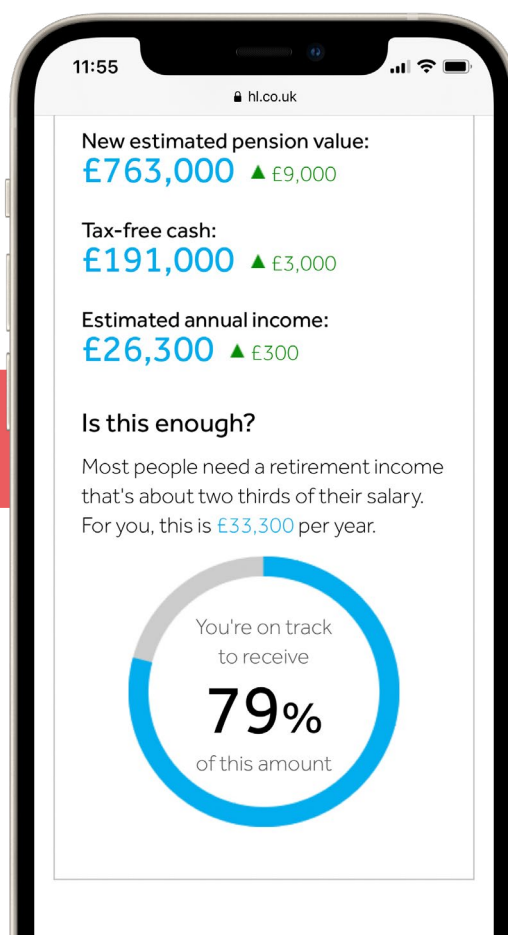 11:55
hl.co.uk
New estimated pension value:
£763,000 ▲ £9,000
Tax-free cash:
£191,000 ▲ £3,000
Estimated annual income:
£26,300 ▲ £300
Is this enough?
Most people need a retirement income
that's about two thirds of their salary.
For you, this is £33,300 per year.
You're on track
to receive
79%
of this amount